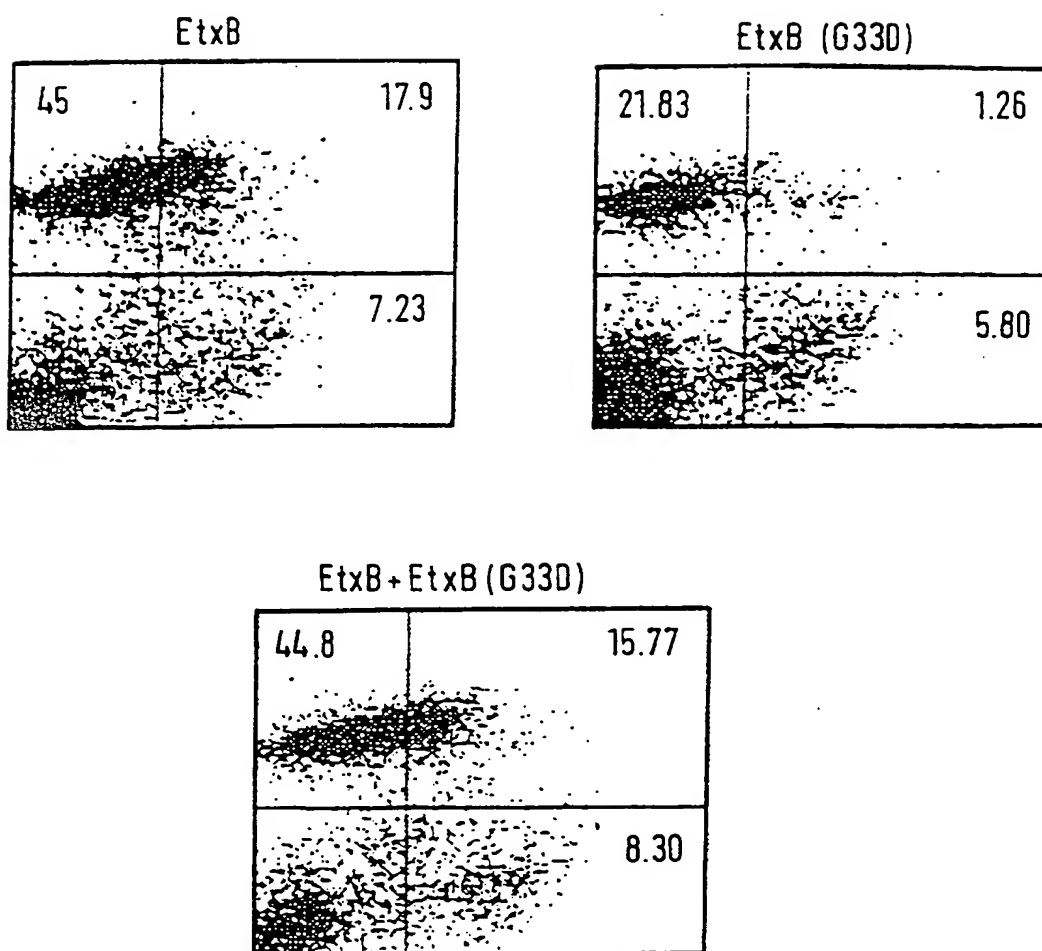 EtxB
45 17.9
7.23
EtxB (G33D)
21.83 1.26
5.80
EtxB + EtxB (G33D)
44.8 15.77
8.30